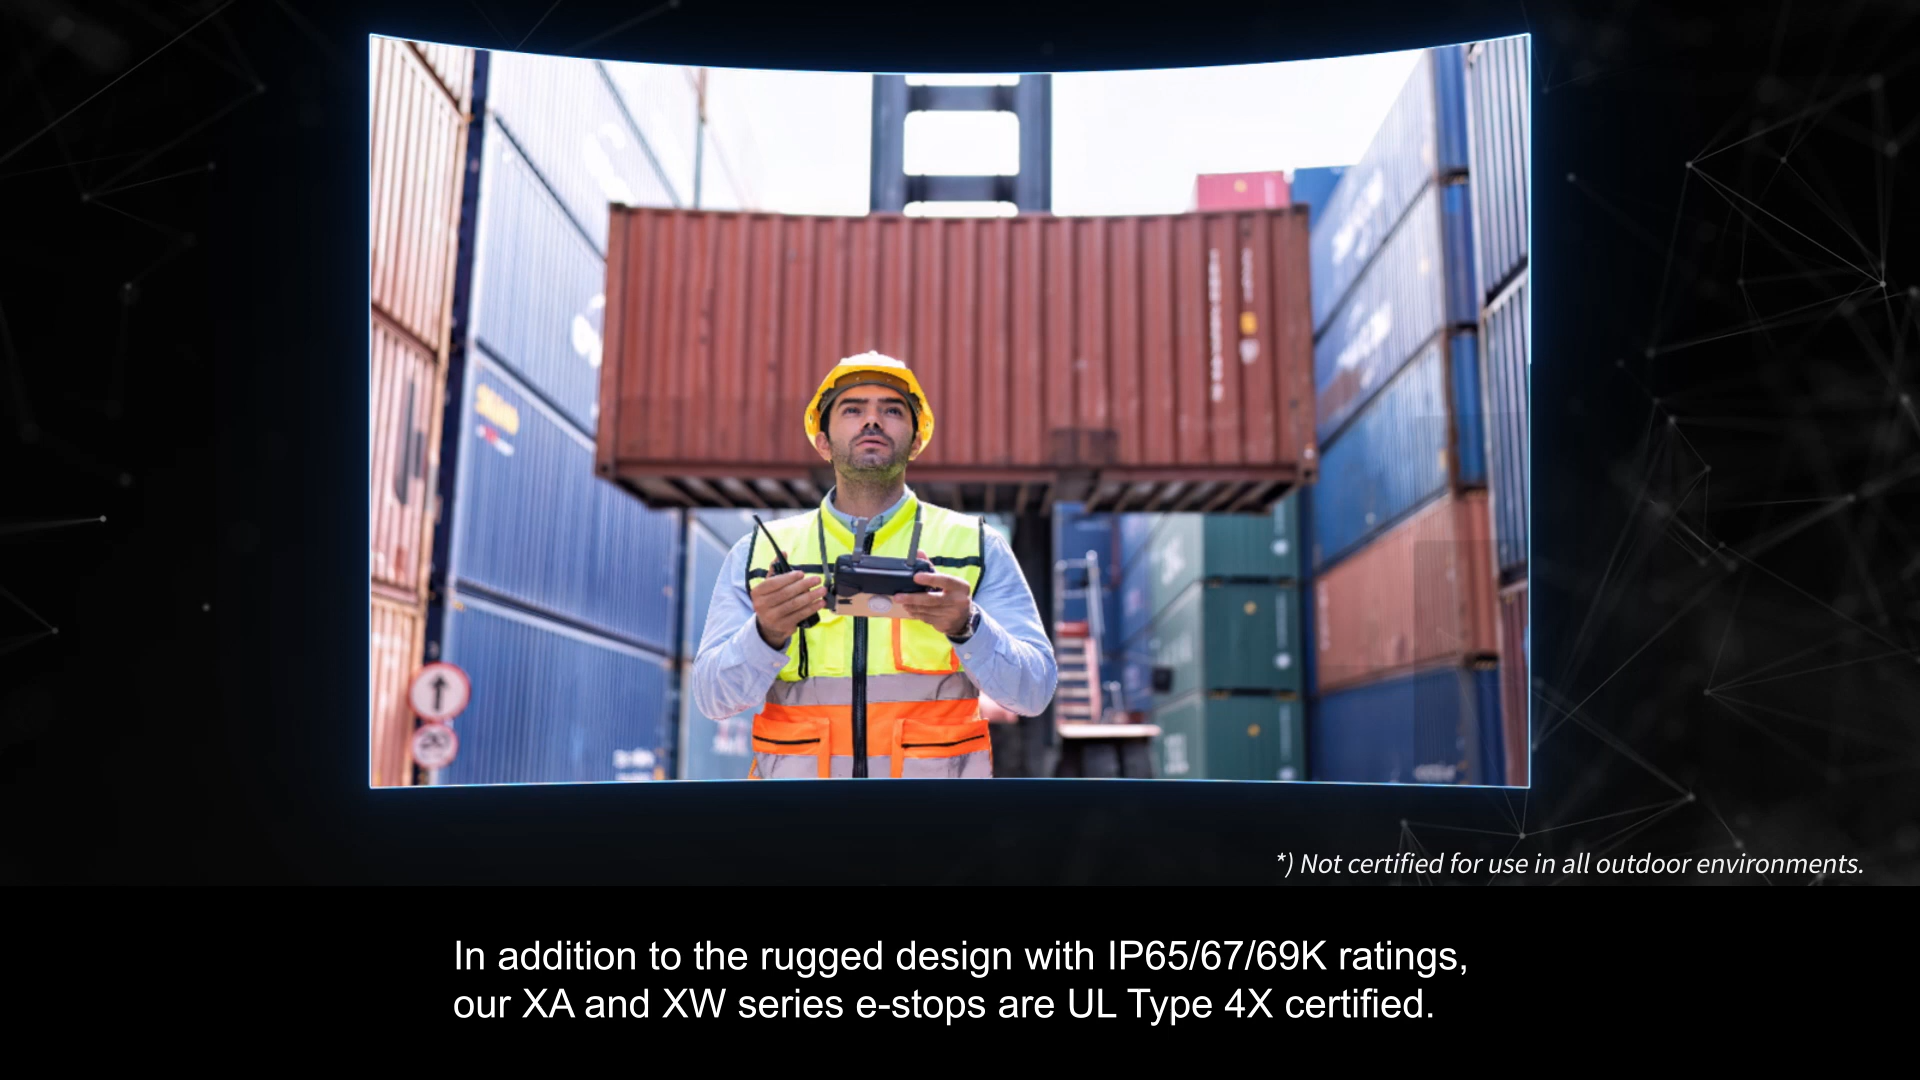 *) Not certified for use in all outdoor environments.
In addition to the rugged design with IP65/67/69K ratings,
our XA and XW series e-stops are UL Type 4X certified.